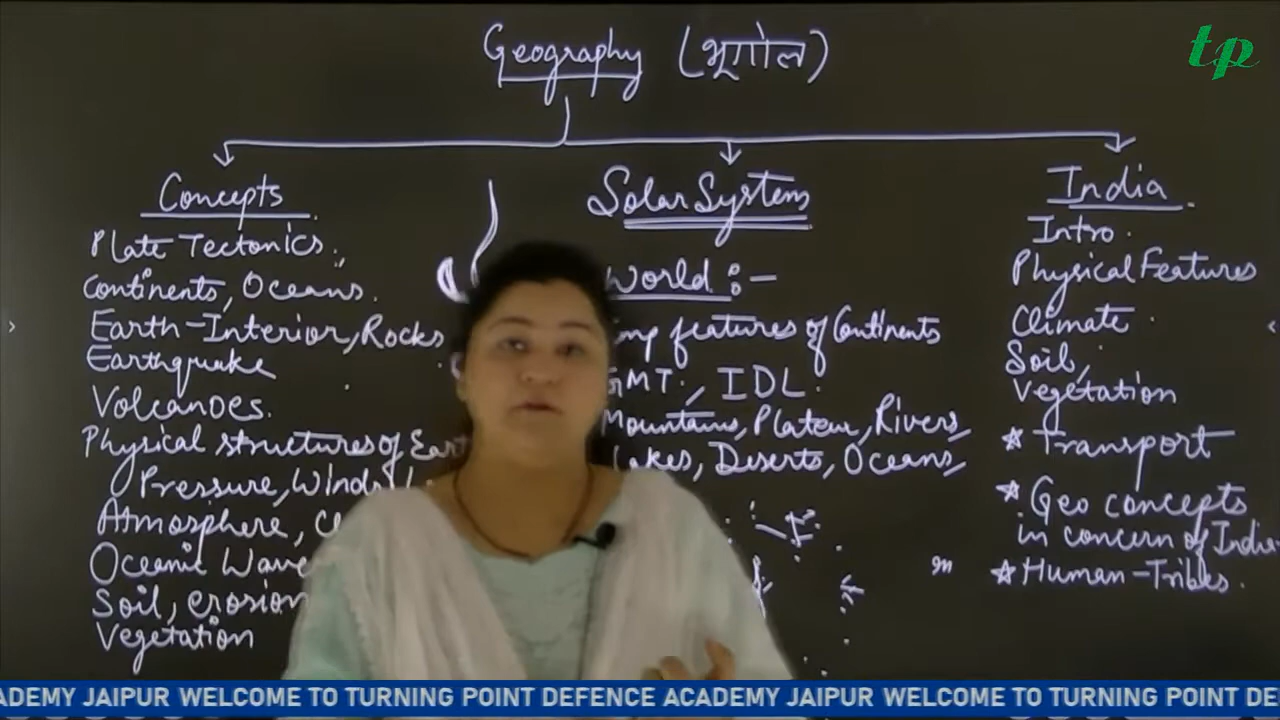 Geography (भूगोल)
tp
Concepts
Plate Tectonics.
Continents, Oceans.
Earth-Interior, Rocks
Earthquake
Volcanoes.
Physical structures of Eart
Pressure, Winds,
Atmosphere,
Oceanic Wave
Soil, erosion
Vegetation
Solar System
World :-
Imp features of Continents
GMT, IDL.
Mountains, Plateau, Rivers,
Lakes, Deserts, Oceans,
India
Intro.
Physical Features
Climate.
Soil,
Vegetation
* Transport
* Geo concepts
in concern of India
* Human-Tribes.
ADEMY JAIPUR WELCOME TO TURNING POINT DEFENCE ACADEMY JAIPUR WELCOME TO TURNING POINT DE